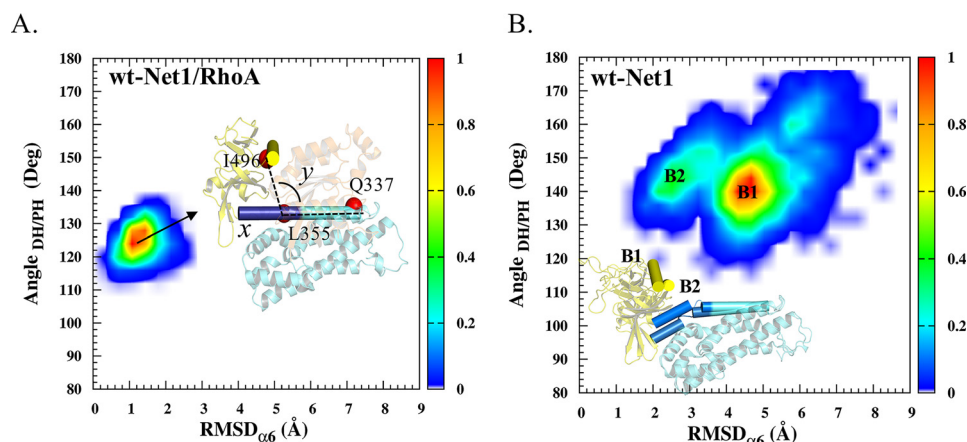 A.
B.
180
170
160
150
140
130
120
110
100
90
80
Angle DH/PH (Deg)
wt-Net1/RhoA
I496
y
Q337
x
L355
0 1 2 3 4 5 6 7 8 9
RMSDα6 (Å)
1
0.8
0.6
0.4
0.2
0
180
170
160
150
140
130
120
110
100
90
80
Angle DH/PH (Deg)
wt-Net1
B2
B1
B1
B2
0 1 2 3 4 5 6 7 8 9
RMSDα6 (Å)
1
0.8
0.6
0.4
0.2
0